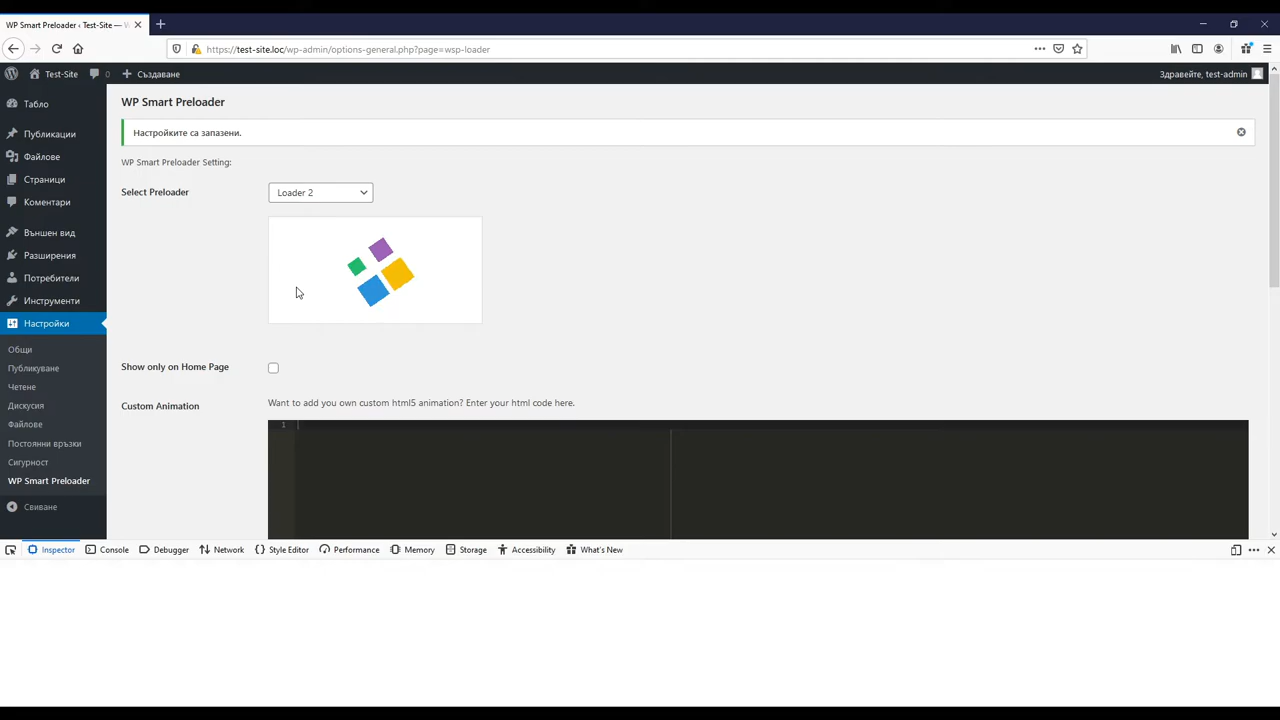 WP Smart Preloader ‹ Test-Site — W
https://test-site.loc/wp-admin/options-general.php?page=wsp-loader
Test-Site
0
Създаване
Здравейте, test-admin
Табло
Публикации
Файлове
Страници
Коментари
Външен вид
Разширения
Потребители
Инструменти
Настройки
Общи
Публикуване
Четене
Дискусия
Файлове
Постоянни връзки
Сигурност
WP Smart Preloader
Свиване
WP Smart Preloader
Настройките са запазени.
WP Smart Preloader Setting:
Select Preloader
Loader 2
Show only on Home Page
Custom Animation
Want to add you own custom html5 animation? Enter your html code here.
1
Inspector
Console
Debugger
Network
Style Editor
Performance
Memory
Storage
Accessibility
What's New